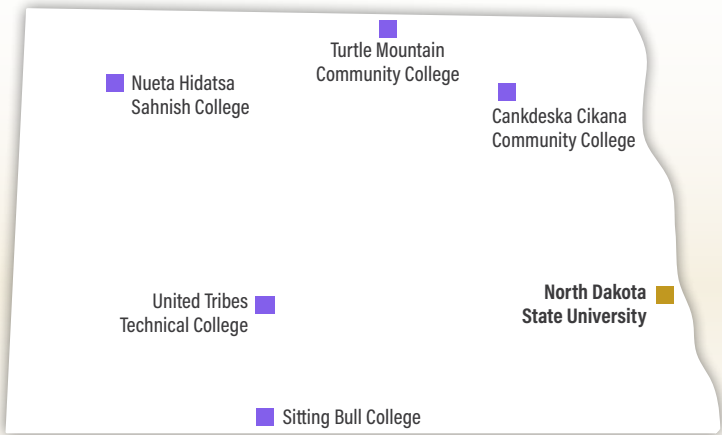 Turtle Mountain
Community College
Nueta Hidatsa
Sahnish College
Cankdeska Cikana
Community College
United Tribes
Technical College
North Dakota
State University
Sitting Bull College